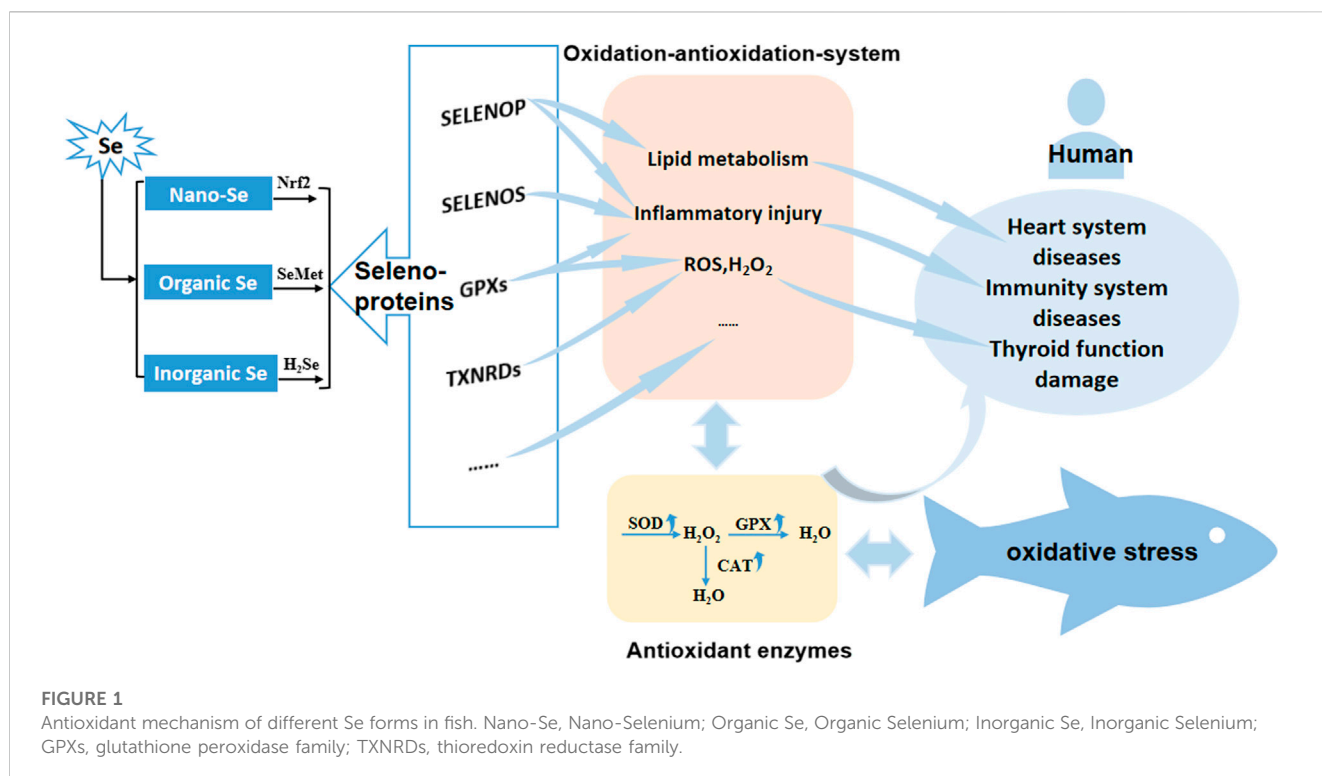 Oxidation-antioxidation-system
Se
Nano-Se
Nrf2
Organic Se
SeMet
Inorganic Se
H₂Se
Seleno-
proteins
SELENOP
SELENOS
GPXs
TXNRDs
......
Lipid metabolism
Inflammatory injury
ROS,H₂O₂
......
Human
Heart system
diseases
Immunity system
diseases
Thyroid function
damage
SOD
H₂O₂
GPX
H₂O
CAT
H₂O
Antioxidant enzymes
oxidative stress
FIGURE 1
Antioxidant mechanism of different Se forms in fish. Nano-Se, Nano-Selenium; Organic Se, Organic Selenium; Inorganic Se, Inorganic Selenium;
GPXs, glutathione peroxidase family; TXNRDs, thioredoxin reductase family.